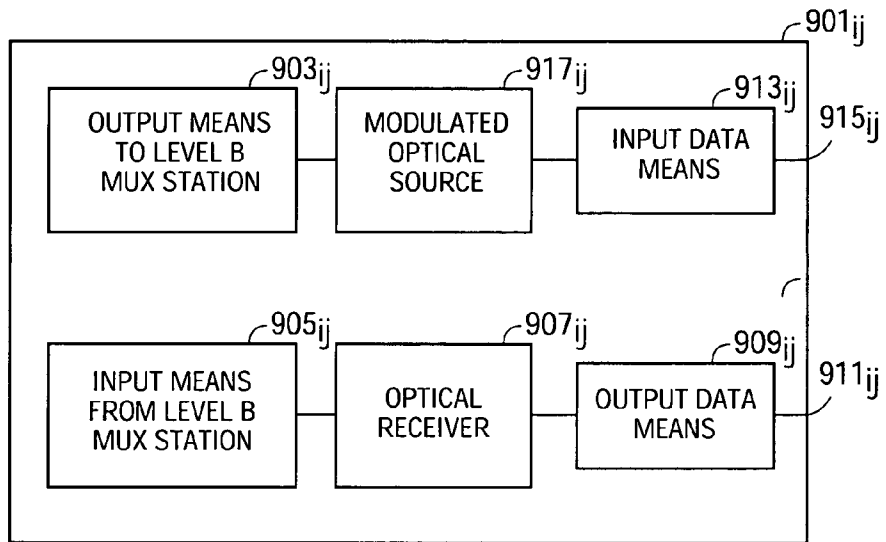 901ij
903ij
917ij
913ij
915ij
OUTPUT MEANS
TO LEVEL B
MUX STATION
MODULATED
OPTICAL
SOURCE
INPUT DATA
MEANS
905ij
907ij
909ij
911ij
INPUT MEANS
FROM LEVEL B
MUX STATION
OPTICAL
RECEIVER
OUTPUT DATA
MEANS